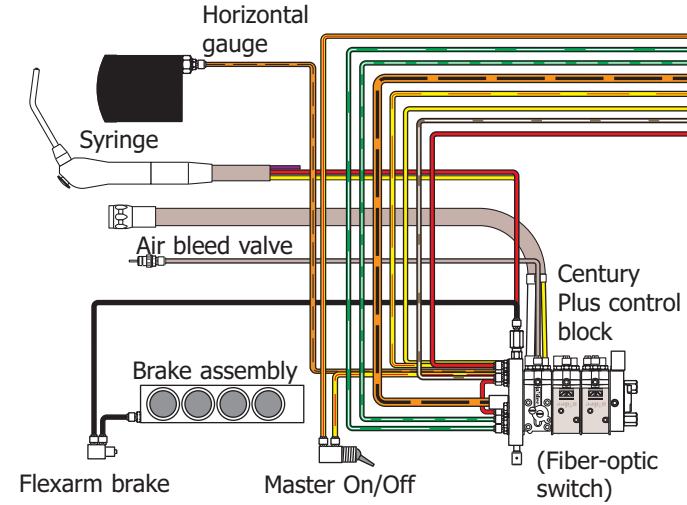 Horizontal
gauge
Syringe
Air bleed valve
Century
Plus control
block
Brake assembly
(Fiber-optic
switch)
Flexarm brake
Master On/Off